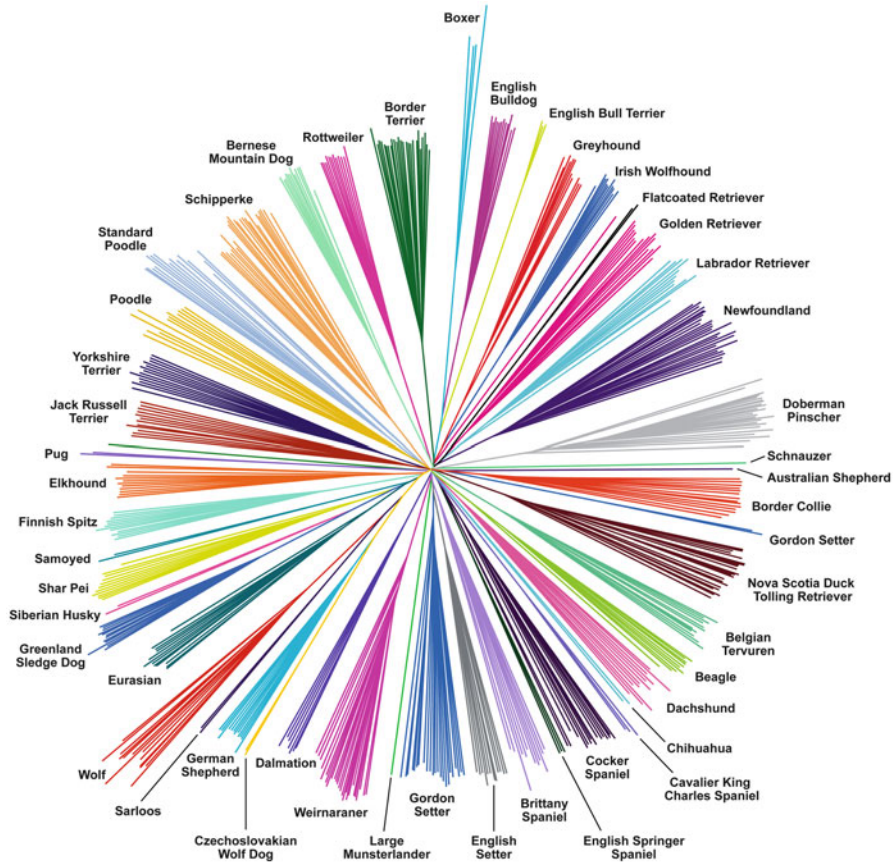 Boxer
English
Bulldog
English Bull Terrier
Greyhound
Irish Wolfhound
Flatcoated Retriever
Golden Retriever
Labrador Retriever
Newfoundland
Doberman
Pinscher
Schnauzer
Australian Shepherd
Border Collie
Gordon Setter
Nova Scotia Duck
Tolling Retriever
Belgian
Tervuren
Beagle
Dachshund
Chihuahua
Cavalier King
Charles Spaniel
Cocker
Spaniel
English Springer
Spaniel
Brittany
Spaniel
English
Setter
Gordon
Setter
Large
Munsterlander
Weirnaraner
Dalmation
Czechoslovakian
Wolf Dog
German
Shepherd
Sarloos
Wolf
Eurasian
Greenland
Sledge Dog
Siberian Husky
Shar Pei
Samoyed
Finnish Spitz
Elkhound
Pug
Jack Russell
Terrier
Yorkshire
Terrier
Poodle
Standard
Poodle
Schipperke
Bernese
Mountain Dog
Rottweiler
Border
Terrier